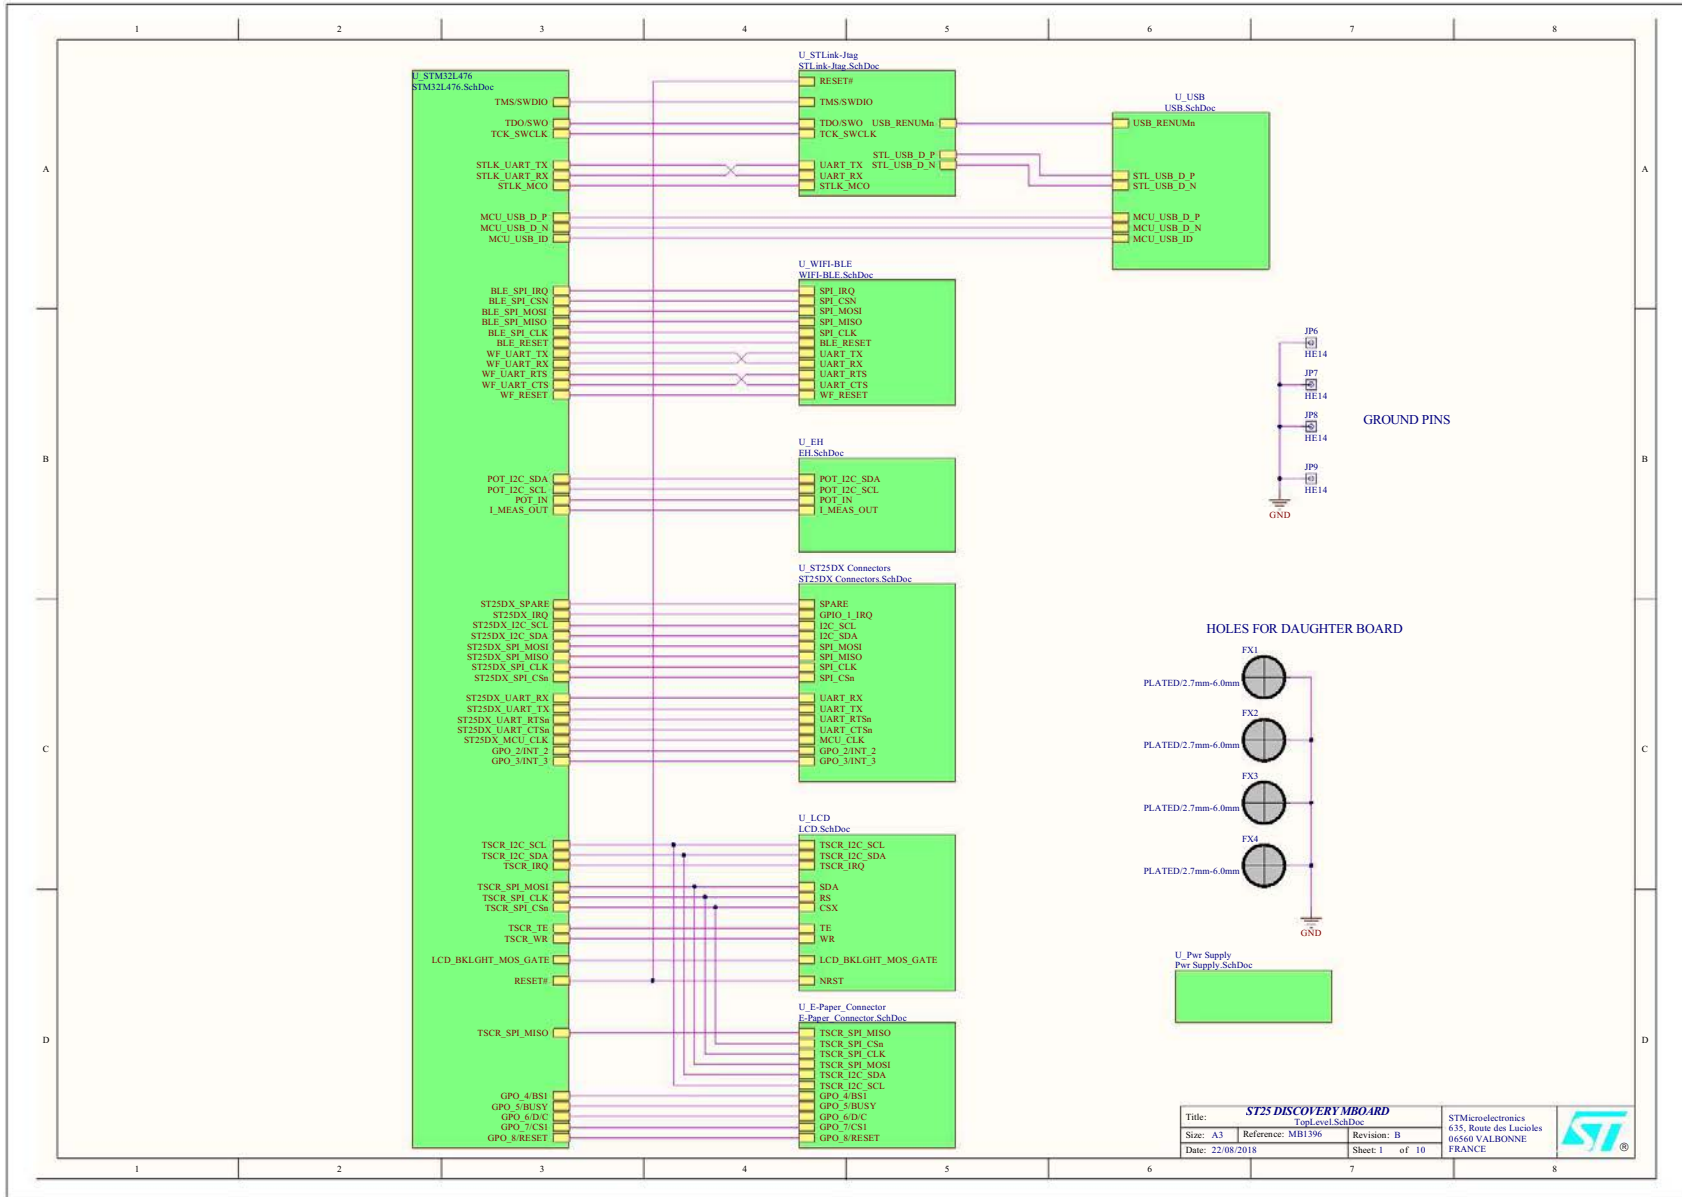 1 2 3 4 5 6 7 8
A
B
C
D
A
B
C
D
U_STM32L476
STM32L476.SchDoc
TMS/SWDIO
TDO/SWO
TCK_SWCLK
STLK_UART_TX
STLK_UART_RX
STLK_MCO
MCU_USB_D_P
MCU_USB_D_N
MCU_USB_ID
BLE_SPI_IRQ
BLE_SPI_CSN
BLE_SPI_MOSI
BLE_SPI_MISO
BLE_SPI_CLK
BLE_RESET
WF_UART_TX
WF_UART_RX
WF_UART_RTS
WF_UART_CTS
WF_RESET
POT_I2C_SDA
POT_I2C_SCL
POT_IN
I_MEAS_OUT
ST25DX_SPARE
ST25DX_IRQ
ST25DX_I2C_SCL
ST25DX_I2C_SDA
ST25DX_SPI_MOSI
ST25DX_SPI_MISO
ST25DX_SPI_CLK
ST25DX_SPI_CSn
ST25DX_UART_RX
ST25DX_UART_TX
ST25DX_UART_RTSn
ST25DX_UART_CTSn
ST25DX_MCU_CLK
GPO_2/INT_2
GPO_3/INT_3
TSCR_I2C_SCL
TSCR_I2C_SDA
TSCR_IRQ
TSCR_SPI_MOSI
TSCR_SPI_CLK
TSCR_SPI_CSn
TSCR_TE
TSCR_WR
LCD_BKLGHT_MOS_GATE
RESET#
TSCR_SPI_MISO
GPO_4/BS1
GPO_5/BUSY
GPO_6/D/C
GPO_7/CS1
GPO_8/RESET
U_STLink-Jtag
STLink-Jtag.SchDoc
RESET#
TMS/SWDIO
TDO/SWO USB_RENUMn
TCK_SWCLK
STL_USB_D_P
UART_TX STL_USB_D_N
UART_RX
STLK_MCO
U_USB
USB.SchDoc
USB_RENUMn
STL_USB_D_P
STL_USB_D_N
MCU_USB_D_P
MCU_USB_D_N
MCU_USB_ID
U_WIFI-BLE
WIFI-BLE.SchDoc
SPI_IRQ
SPI_CSN
SPI_MOSI
SPI_MISO
SPI_CLK
BLE_RESET
UART_TX
UART_RX
UART_RTS
UART_CTS
WF_RESET
U_EH
EH.SchDoc
POT_I2C_SDA
POT_I2C_SCL
POT_IN
I_MEAS_OUT
U_ST25DX Connectors
ST25DX Connectors.SchDoc
SPARE
GPIO_1_IRQ
I2C_SCL
I2C_SDA
SPI_MOSI
SPI_MISO
SPI_CLK
SPI_CSn
UART_RX
UART_TX
UART_RTSn
UART_CTSn
MCU_CLK
GPO_2/INT_2
GPO_3/INT_3
U_LCD
LCD.SchDoc
TSCR_I2C_SCL
TSCR_I2C_SDA
TSCR_IRQ
SDA
RS
CSX
TE
WR
LCD_BKLGHT_MOS_GATE
NRST
U_E-Paper_Connector
E-Paper_Connector.SchDoc
TSCR_SPI_MISO
TSCR_SPI_CSn
TSCR_SPI_CLK
TSCR_SPI_MOSI
TSCR_I2C_SDA
TSCR_I2C_SCL
GPO_4/BS1
GPO_5/BUSY
GPO_6/D/C
GPO_7/CS1
GPO_8/RESET
JP6
HE14
JP7
HE14
JP8
HE14
JP9
HE14
GND
GROUND PINS
HOLES FOR DAUGHTER BOARD
FX1
PLATED/2.7mm-6.0mm
FX2
PLATED/2.7mm-6.0mm
FX3
PLATED/2.7mm-6.0mm
FX4
PLATED/2.7mm-6.0mm
GND
U_Pwr Supply
Pwr Supply.SchDoc
Title: ST25 DISCOVERY MBOARD
TopLevel.SchDoc
Size: A3 Reference: MB1396 Revision: B
Date: 22/08/2018 Sheet: 1 of 10
STMicroelectronics
635, Route des Lucioles
06560 VALBONNE
FRANCE
ST ®
1 2 3 4 5 6 7 8